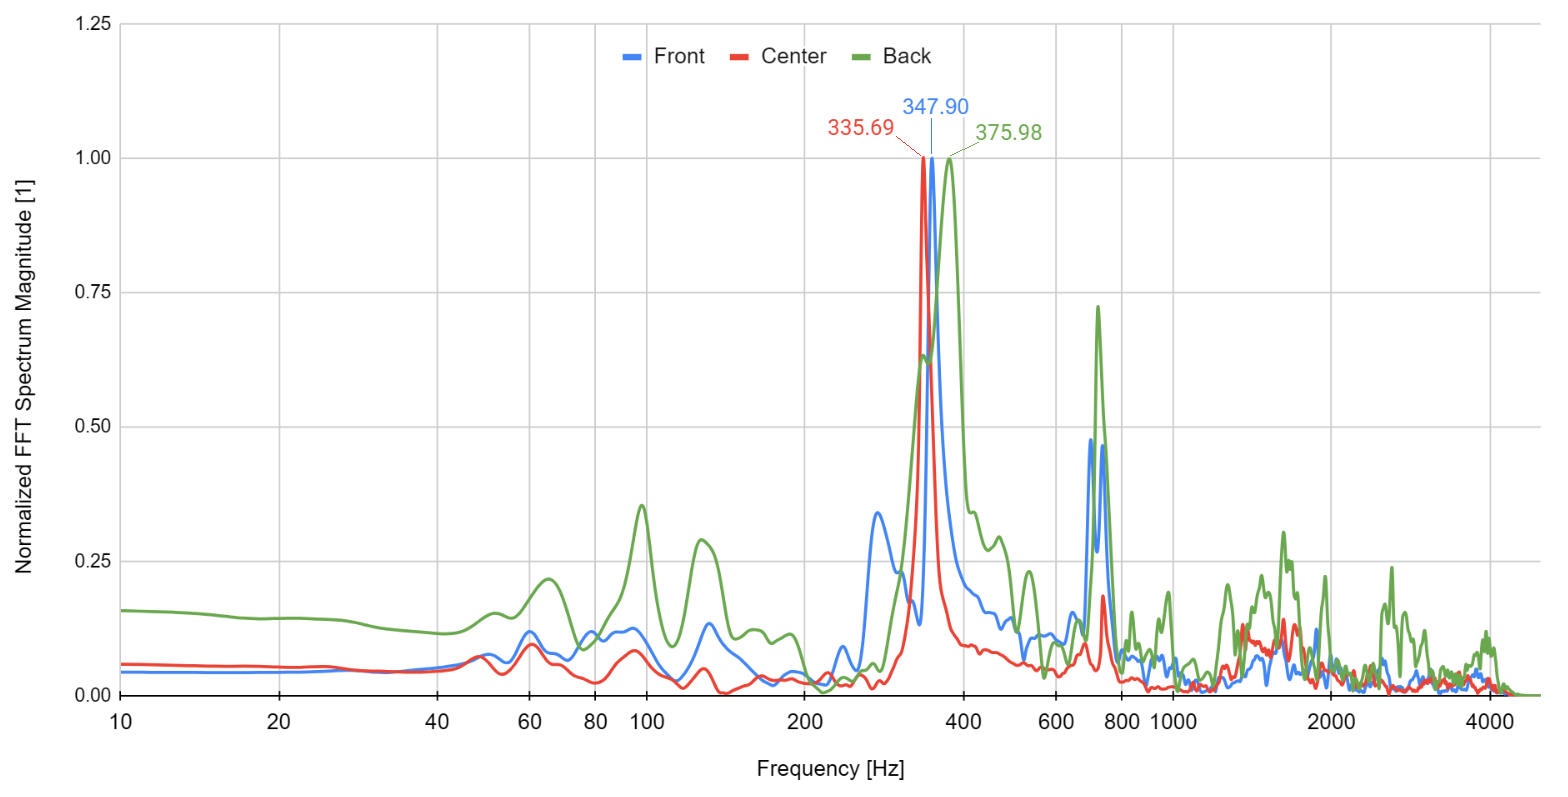 1.25
Front Center Back
347.90
335.69
375.98
1.00
0.75
0.50
0.25
0.00
10 20 40 60 80 100 200 400 600 800 1000 2000 4000
Frequency [Hz]
Normalized FFT Spectrum Magnitude [1]